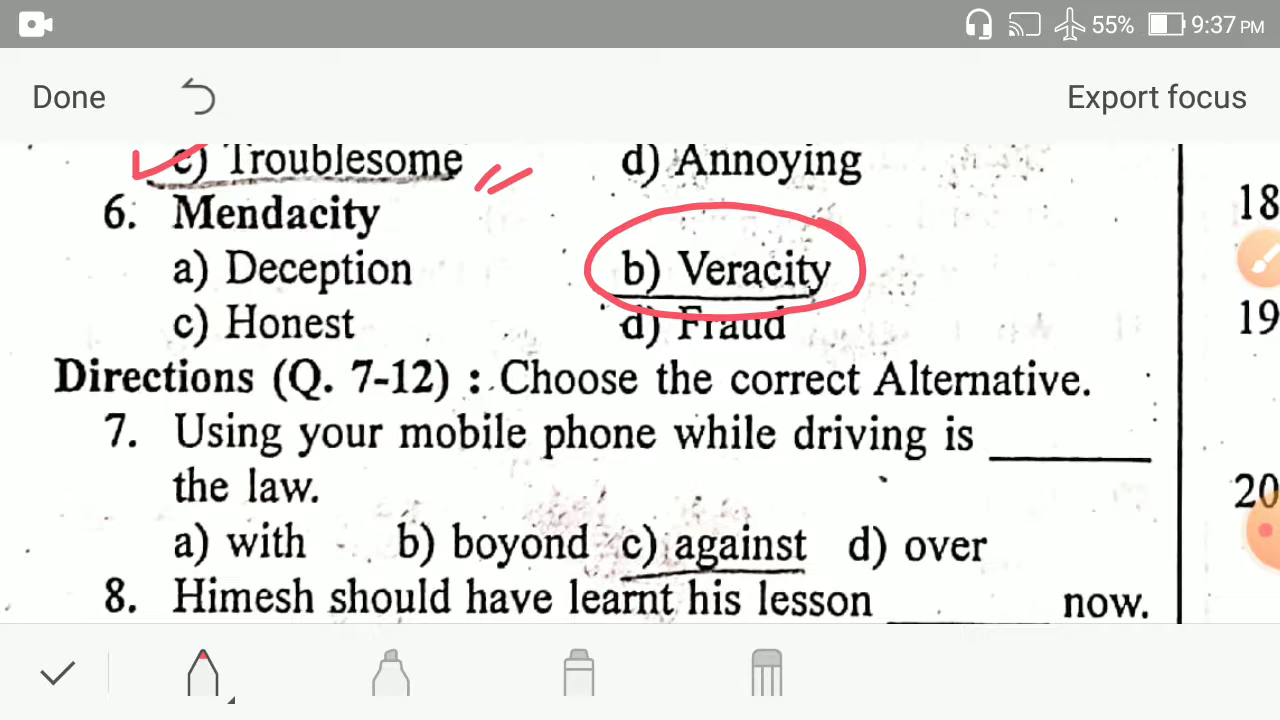 55% 9:37 PM
Done Export focus
c) Troublesome d) Annoying
6. Mendacity
a) Deception b) Veracity
c) Honest d) Fraud
Directions (Q. 7-12) : Choose the correct Alternative.
7. Using your mobile phone while driving is ______
the law.
a) with b) boyond c) against d) over
8. Himesh should have learnt his lesson ______ now.
18
19
20